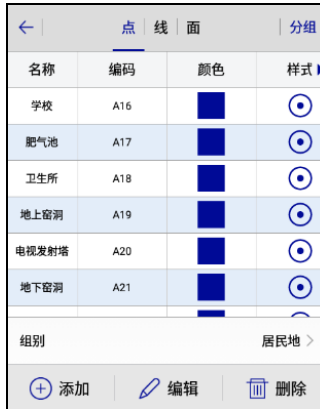 点 线 面 分组
名称 编码 颜色 样式
学校 A16
肥气池 A17
卫生所 A18
地上窑洞 A19
电视发射塔 A20
地下窑洞 A21
组别 居民地
添加 编辑 删除